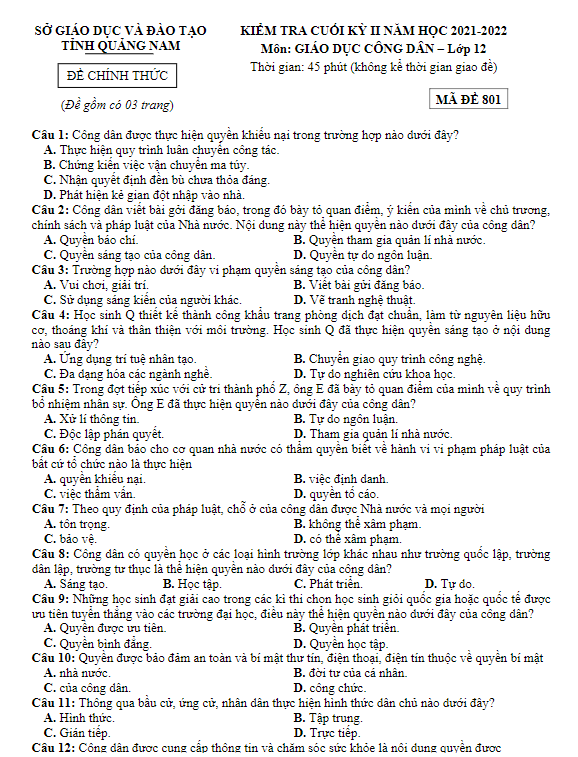 SỞ GIÁO DỤC VÀ ĐÀO TẠO
TỈNH QUẢNG NAM
ĐỀ CHÍNH THỨC
(Đề gồm có 03 trang)
KIỂM TRA CUỐI KỲ II NĂM HỌC 2021-2022
Môn: GIÁO DỤC CÔNG DÂN – Lớp 12
Thời gian: 45 phút (không kể thời gian giao đề)
MÃ ĐỀ 801
Câu 1: Công dân được thực hiện quyền khiếu nại trong trường hợp nào dưới đây?
A. Thực hiện quy trình luân chuyển công tác.
B. Chứng kiến việc vận chuyển ma túy.
C. Nhận quyết định đền bù chưa thỏa đáng.
D. Phát hiện kẻ gian đột nhập vào nhà.
Câu 2: Công dân viết bài gởi đăng báo, trong đó bày tỏ quan điểm, ý kiến của mình về chủ trương,
chính sách và pháp luật của Nhà nước. Nội dung này thể hiện quyền nào dưới đây của công dân?
A. Quyền báo chí. B. Quyền tham gia quản lí nhà nước.
C. Quyền sáng tạo của công dân. D. Quyền tự do ngôn luận.
Câu 3: Trường hợp nào dưới đây vi phạm quyền sáng tạo của công dân?
A. Vui chơi, giải trí. B. Viết bài gửi đăng báo.
C. Sử dụng sáng kiến của người khác. D. Vẽ tranh nghệ thuật.
Câu 4: Học sinh Q thiết kế thành công khẩu trang phòng dịch đạt chuẩn, làm từ nguyên liệu hữu
cơ, thoáng khí và thân thiện với môi trường. Học sinh Q đã thực hiện quyền sáng tạo ở nội dung
nào sau đây?
A. Ứng dụng trí tuệ nhân tạo. B. Chuyển giao quy trình công nghệ.
C. Đa dạng hóa các ngành nghề. D. Tự do nghiên cứu khoa học.
Câu 5: Trong đợt tiếp xúc với cử tri thành phố Z, ông E đã bày tỏ quan điểm của mình về quy trình
bổ nhiệm nhân sự. Ông E đã thực hiện quyền nào dưới đây của công dân?
A. Xử lí thông tin. B. Tự do ngôn luận.
C. Độc lập phán quyết. D. Tham gia quản lí nhà nước.
Câu 6: Công dân báo cho cơ quan nhà nước có thẩm quyền biết về hành vi vi phạm pháp luật của
bất cứ tổ chức nào là thực hiện
A. quyền khiếu nại. B. việc định danh.
C. việc thẩm vấn. D. quyền tố cáo.
Câu 7: Theo quy định của pháp luật, chỗ ở của công dân được Nhà nước và mọi người
A. tôn trọng. B. không thể xâm phạm.
C. bảo vệ. D. có thể xâm phạm.
Câu 8: Công dân có quyền học ở các loại hình trường lớp khác nhau như trường quốc lập, trường
dân lập, trường tư thục là thể hiện quyền nào dưới đây của công dân?
A. Sáng tạo. B. Học tập. C. Phát triển. D. Tự do.
Câu 9: Những học sinh đạt giải cao trong các kì thi chọn học sinh giỏi quốc gia hoặc quốc tế được
ưu tiên tuyển thẳng vào các trường đại học, điều này thể hiện quyền nào dưới đây của công dân?
A. Quyền được ưu tiên. B. Quyền phát triển.
C. Quyền bình đẳng. D. Quyền học tập.
Câu 10: Quyền được bảo đảm an toàn và bí mật thư tín, điện thoại, điện tín thuộc về quyền bí mật
A. nhà nước. B. đời tư của cá nhân.
C. của công dân. D. công chức.
Câu 11: Thông qua bầu cử, ứng cử, nhân dân thực hiện hình thức dân chủ nào dưới đây?
A. Hình thức. B. Tập trung.
C. Gián tiếp. D. Trực tiếp.
Câu 12: Công dân được cung cấp thông tin và chăm sóc sức khỏe là nội dung quyền được